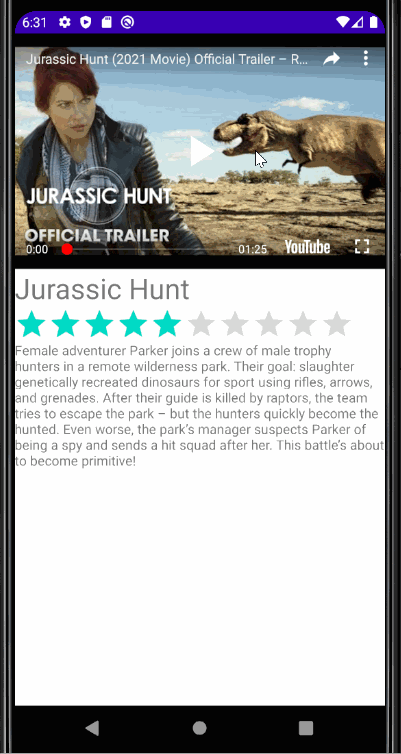 6:31
Jurassic Hunt (2021 Movie) Official Trailer – R...
JURASSIC HUNT
OFFICIAL TRAILER
0:00
01:25
YouTube
Jurassic Hunt
Female adventurer Parker joins a crew of male trophy
hunters in a remote wilderness park. Their goal: slaughter
genetically recreated dinosaurs for sport using rifles, arrows,
and grenades. After their guide is killed by raptors, the team
tries to escape the park – but the hunters quickly become the
hunted. Even worse, the park’s manager suspects Parker of
being a spy and sends a hit squad after her. This battle’s about
to become primitive!